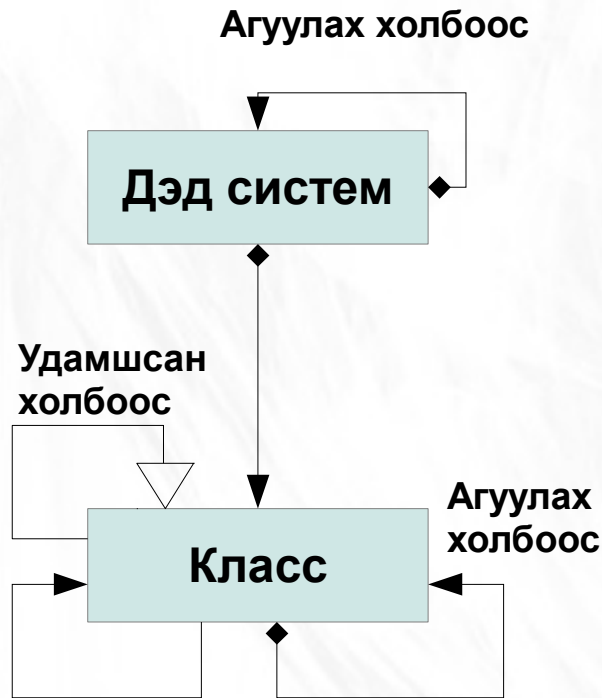 Агуулах холбоос
Дэд систем
Удамшсан
холбоос
Агуулах
холбоос
Класс